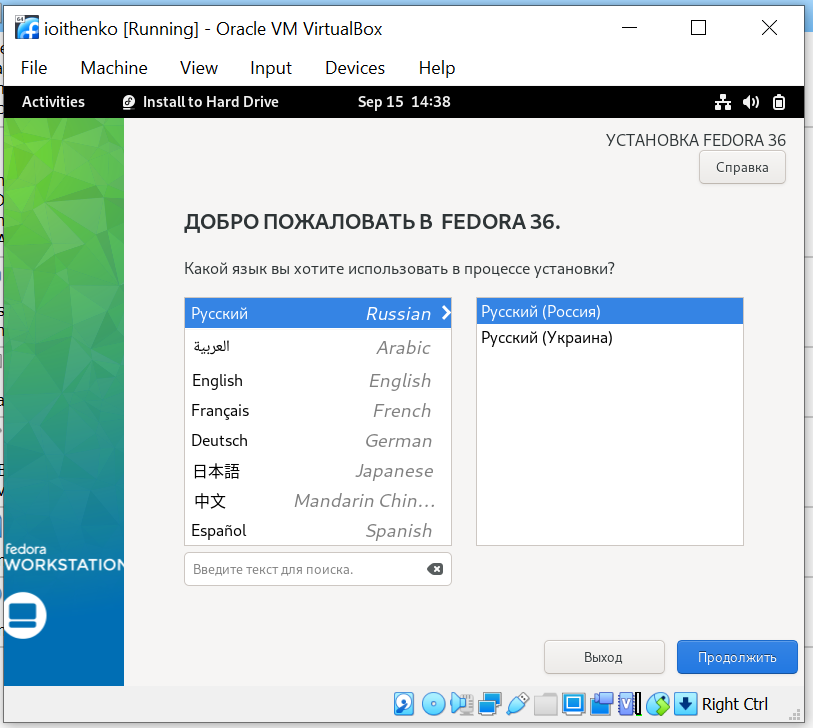 ioithenko [Running] - Oracle VM VirtualBox
File Machine View Input Devices Help
Activities Install to Hard Drive Sep 15 14:38
УСТАНОВКА FEDORA 36
Справка
ДОБРО ПОЖАЛОВАТЬ В FEDORA 36.
Какой язык вы хотите использовать в процессе установки?
Русский Russian
العربية Arabic
English English
Français French
Deutsch German
日本語 Japanese
中文 Mandarin Chin...
Español Spanish
Русский (Россия)
Русский (Украина)
Введите текст для поиска.
fedora
WORKSTATION
Выход Продолжить
Right Ctrl